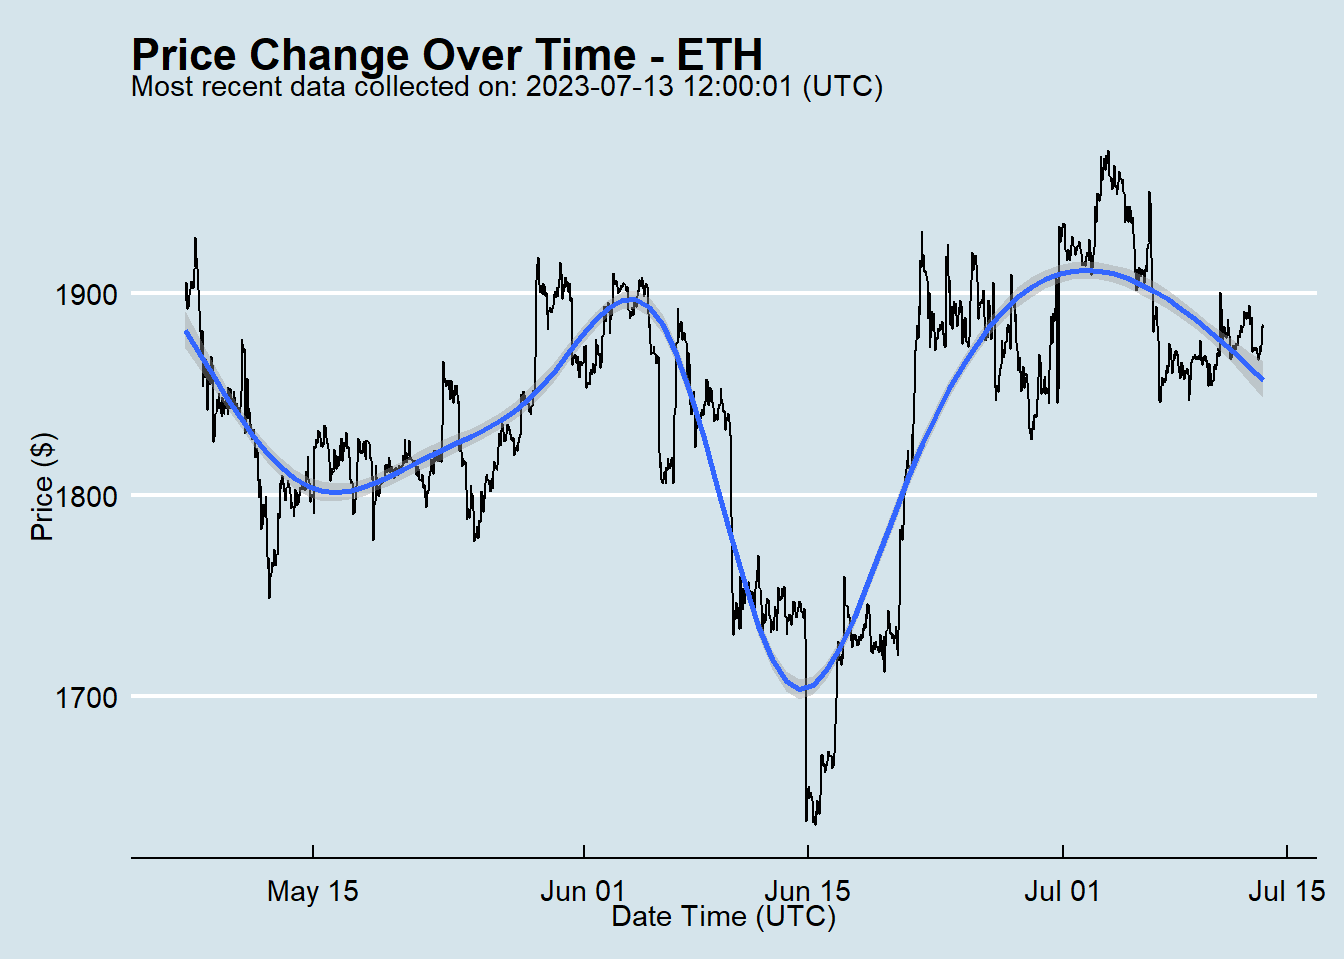 Price Change Over Time - ETH
Most recent data collected on: 2023-07-13 12:00:01 (UTC)
Price ($)
1900
1800
1700
May 15
Jun 01
Jun 15
Jul 01
Jul 15
Date Time (UTC)